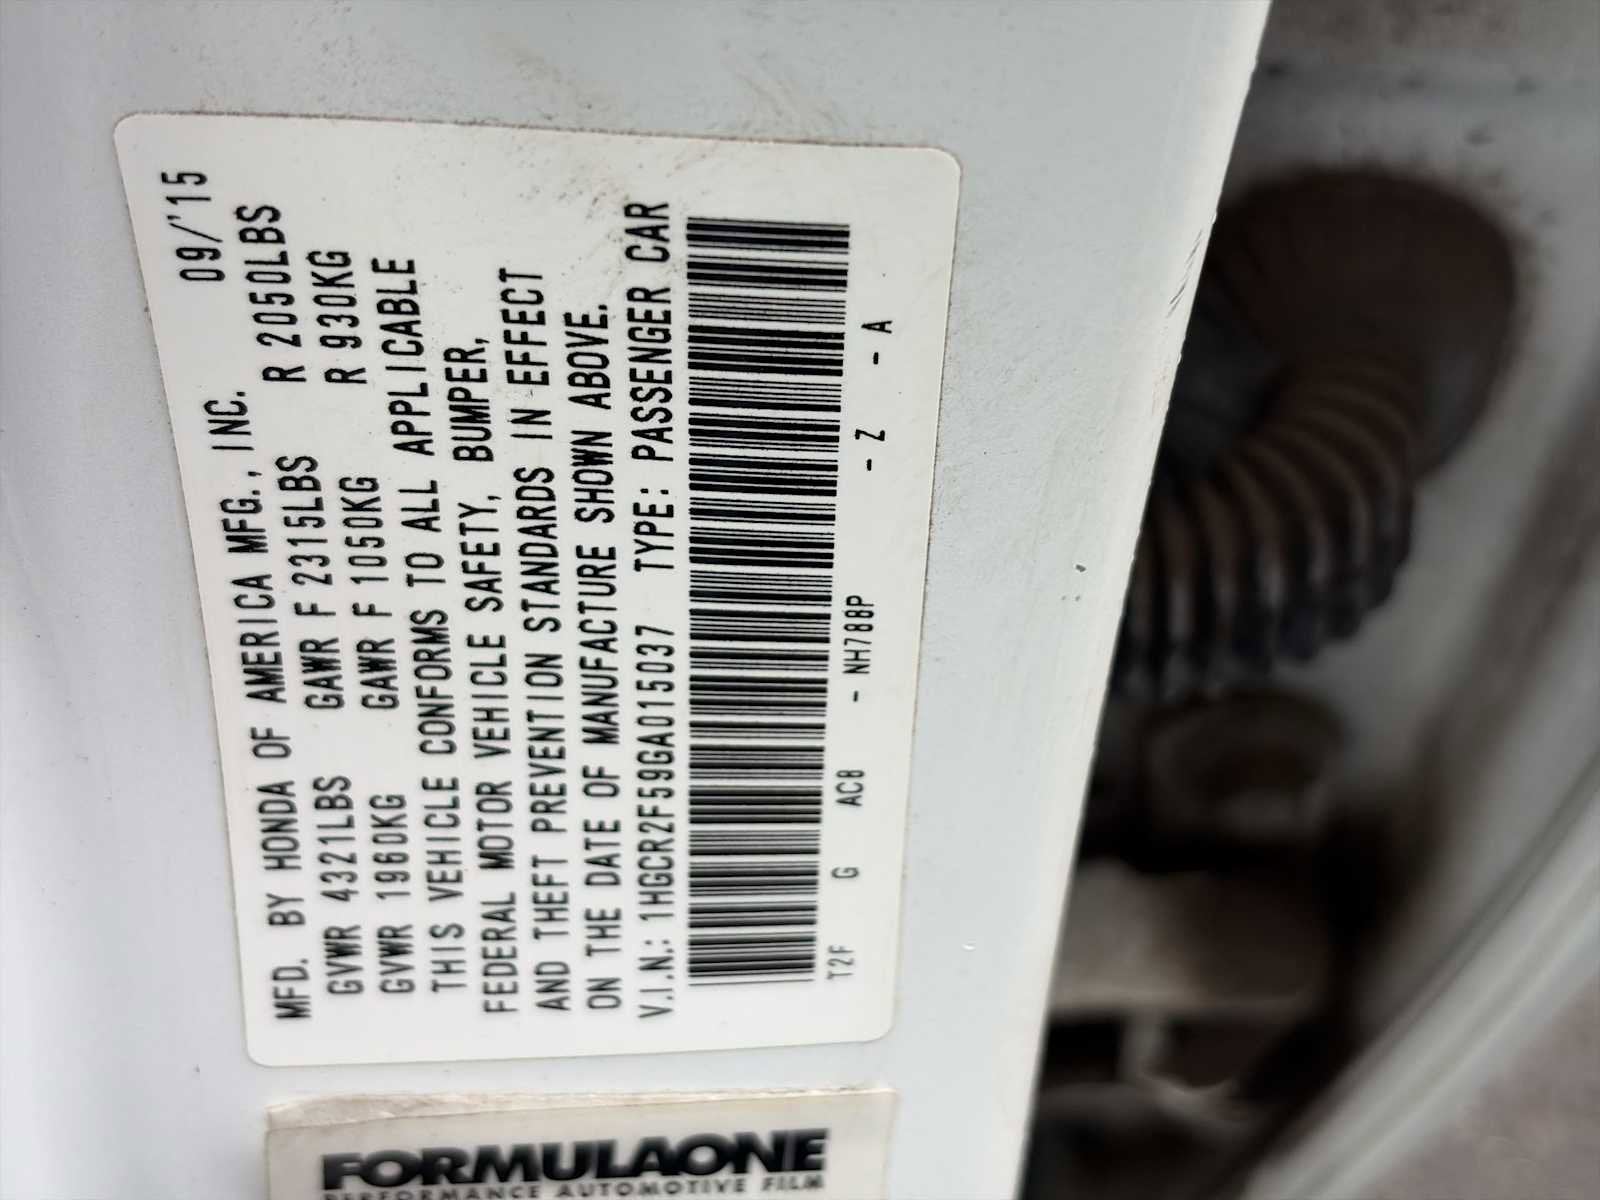 MFD. BY HONDA OF AMERICA MFG., INC. 09/'15
GVWR 4321LBS GAWR F 2315LBS R 2050LBS
GVWR 1960KG GAWR F 1050KG R 930KG
THIS VEHICLE CONFORMS TO ALL APPLICABLE
FEDERAL MOTOR VEHICLE SAFETY, BUMPER,
AND THEFT PREVENTION STANDARDS IN EFFECT
ON THE DATE OF MANUFACTURE SHOWN ABOVE.
V.I.N.: 1HGCR2F59GA015037 TYPE: PASSENGER CAR
T2F G AC8 - NH788P - Z - A
FORMULAONE
PERFORMANCE AUTOMOTIVE FILM